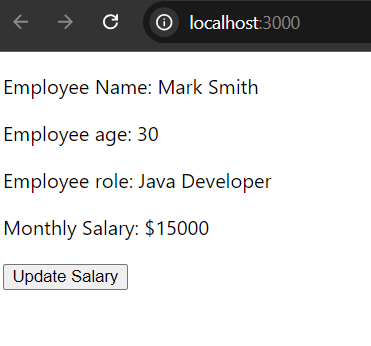 localhost:3000
Employee Name: Mark Smith
Employee age: 30
Employee role: Java Developer
Monthly Salary: $15000
Update Salary